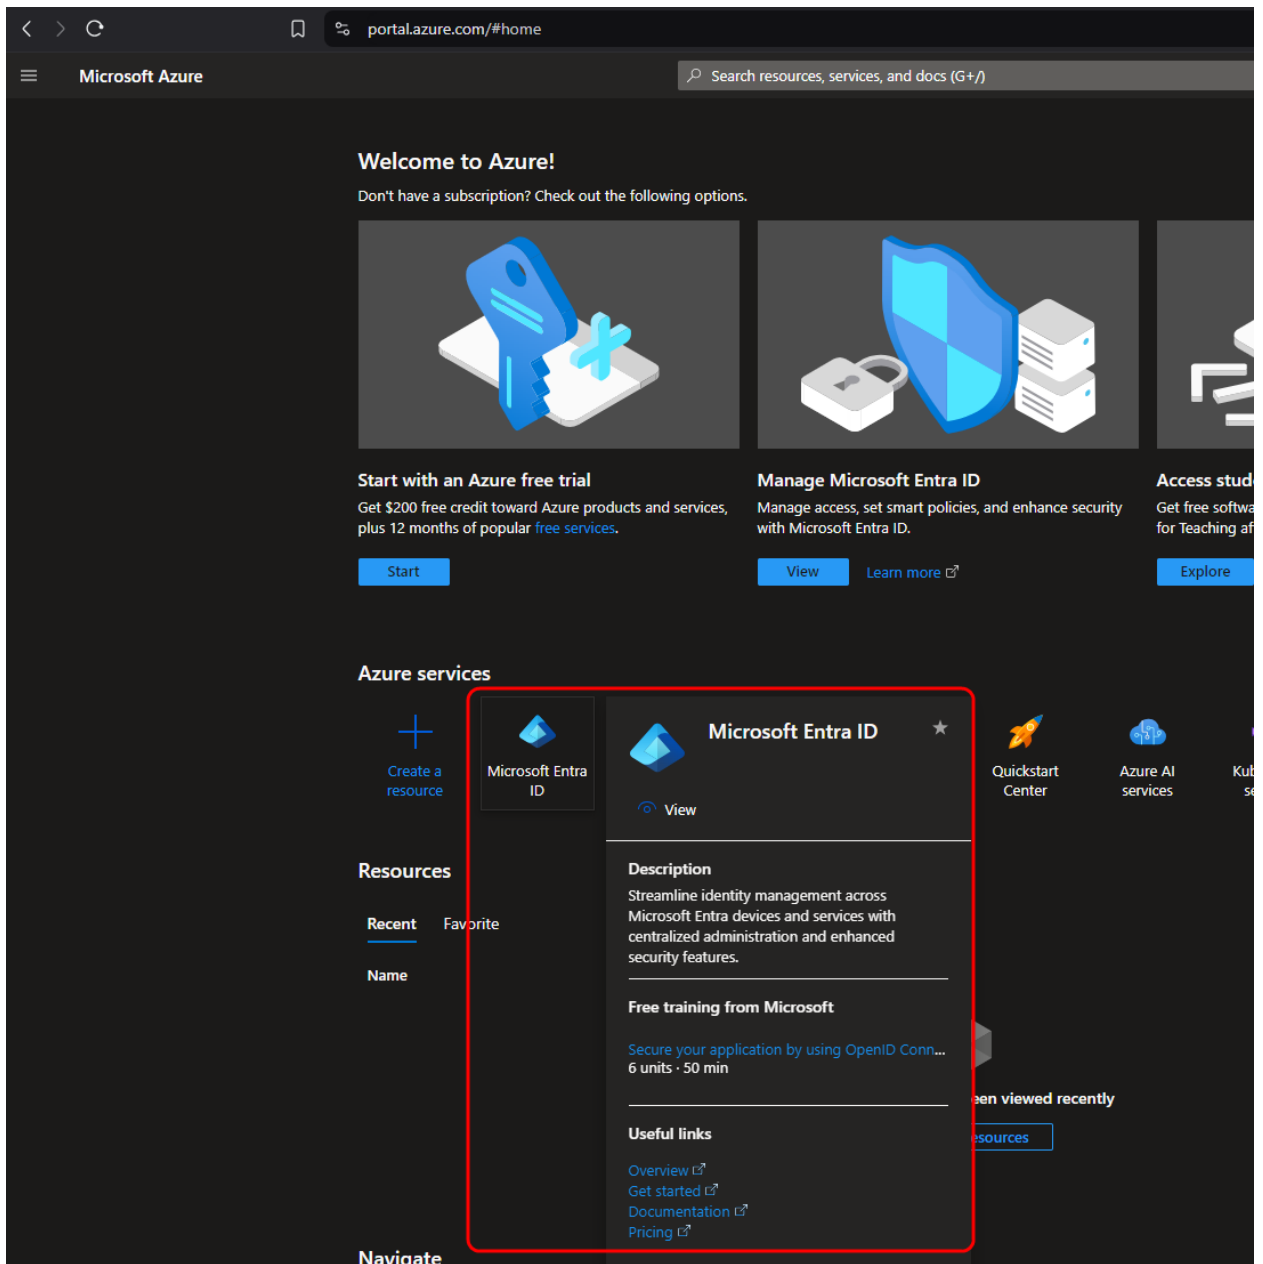 portal.azure.com/#home
Microsoft Azure
Search resources, services, and docs (G+/)
Welcome to Azure!
Don't have a subscription? Check out the following options.
Start with an Azure free trial
Get $200 free credit toward Azure products and services,
plus 12 months of popular free services.
Start
Manage Microsoft Entra ID
Manage access, set smart policies, and enhance security
with Microsoft Entra ID.
View
Learn more
Access stud
Get free softwa
for Teaching af
Explore
Azure services
Create a
resource
Microsoft Entra
ID
Microsoft Entra ID
View
Description
Streamline identity management across
Microsoft Entra devices and services with
centralized administration and enhanced
security features.
Free training from Microsoft
Secure your application by using OpenID Conn...
6 units · 50 min
Useful links
Overview
Get started
Documentation
Pricing
Quickstart
Center
Azure AI
services
Kub
se
Resources
Recent
Favorite
Name
een viewed recently
esources
Navigate